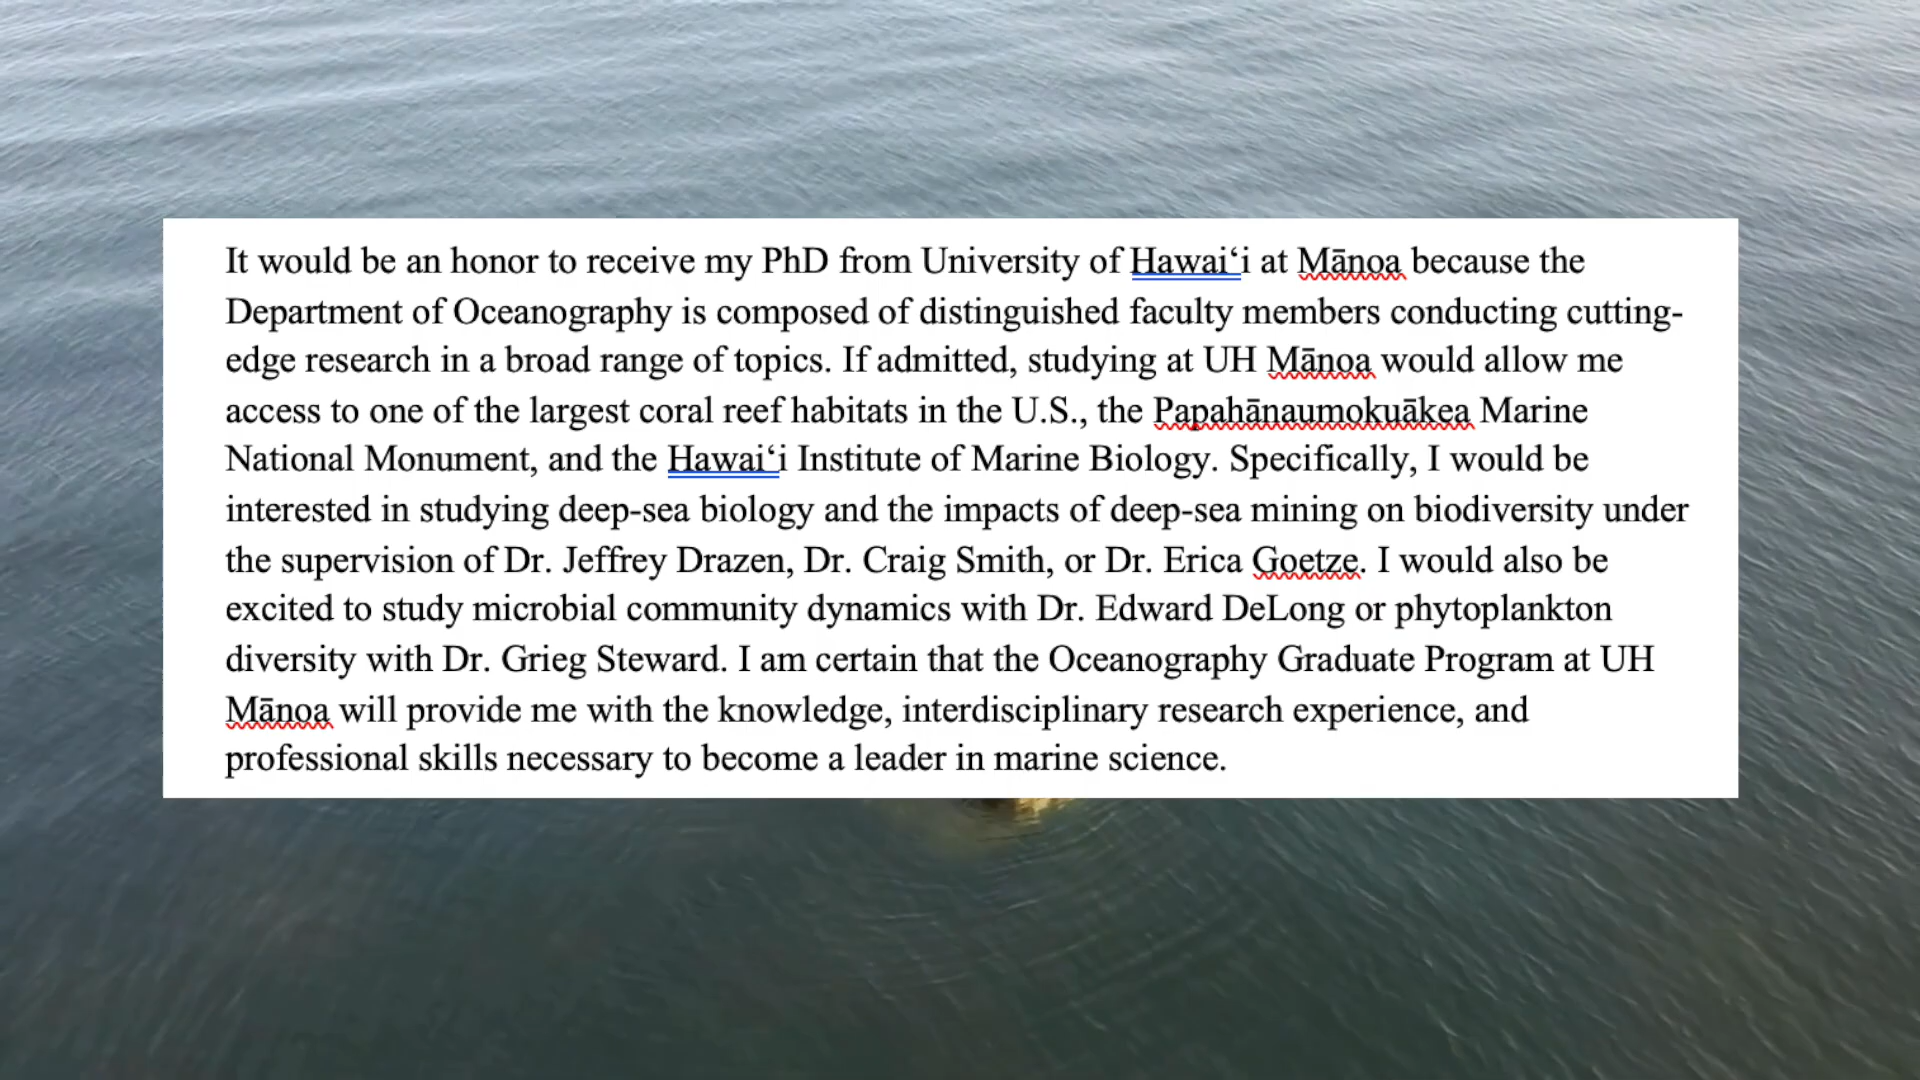 It would be an honor to receive my PhD from University of Hawaiʻi at Mānoa because the
Department of Oceanography is composed of distinguished faculty members conducting cutting-
edge research in a broad range of topics. If admitted, studying at UH Mānoa would allow me
access to one of the largest coral reef habitats in the U.S., the Papahānaumokuākea Marine
National Monument, and the Hawaiʻi Institute of Marine Biology. Specifically, I would be
interested in studying deep-sea biology and the impacts of deep-sea mining on biodiversity under
the supervision of Dr. Jeffrey Drazen, Dr. Craig Smith, or Dr. Erica Goetze. I would also be
excited to study microbial community dynamics with Dr. Edward DeLong or phytoplankton
diversity with Dr. Grieg Steward. I am certain that the Oceanography Graduate Program at UH
Mānoa will provide me with the knowledge, interdisciplinary research experience, and
professional skills necessary to become a leader in marine science.